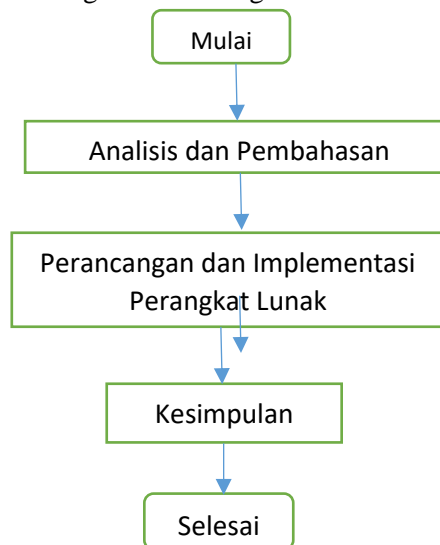 Mulai
Analisis dan Pembahasan
Perancangan dan Implementasi
Perangkat Lunak
Kesimpulan
Selesai